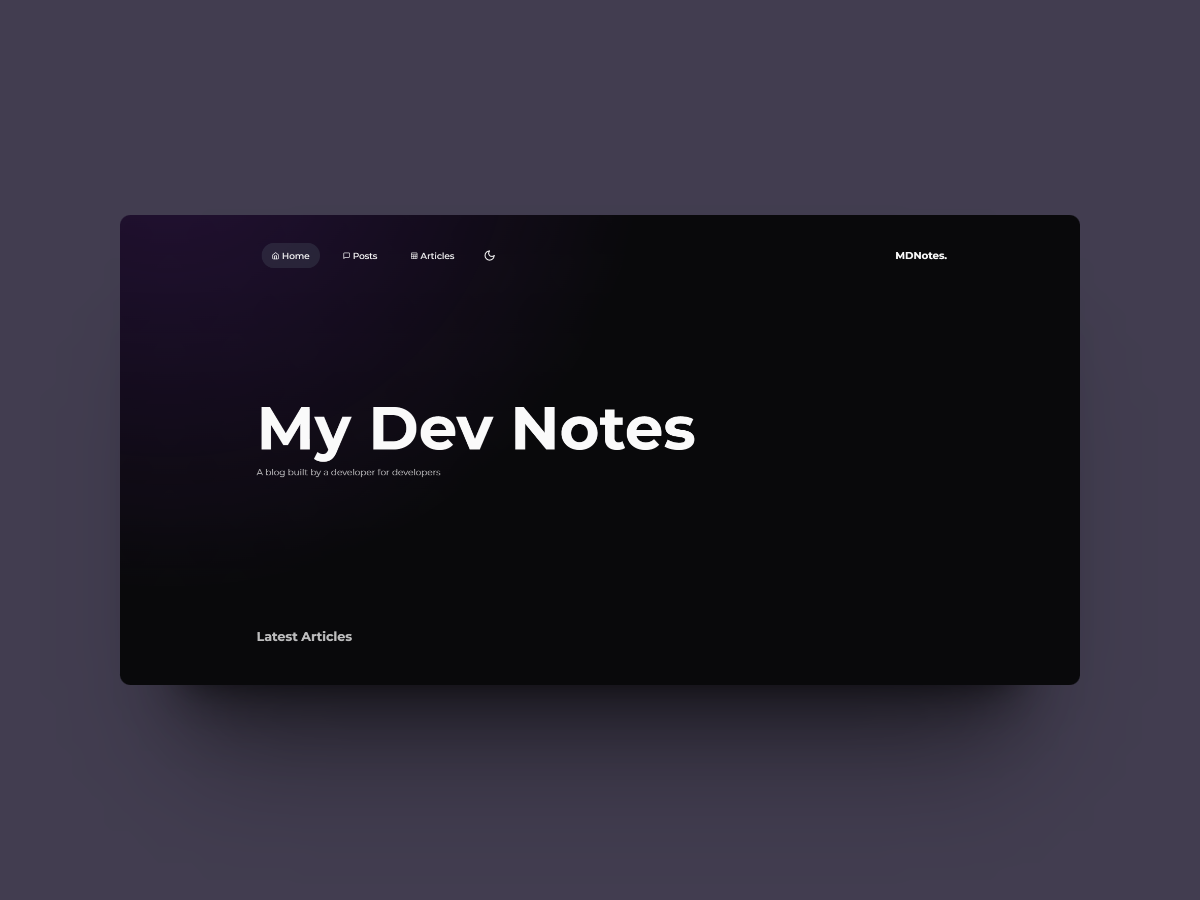 Home Posts Articles MDNotes.
My Dev Notes
A blog built by a developer for developers
Latest Articles